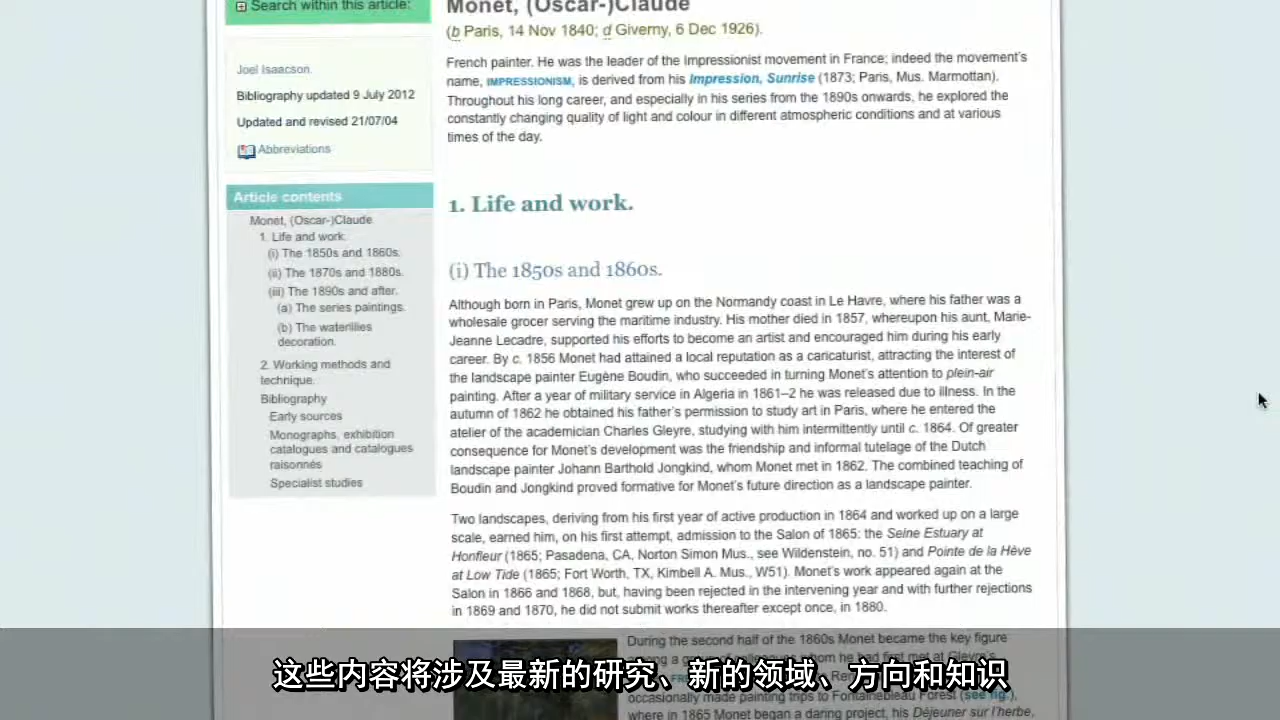 Search within this article:
Joel Isaacson.
Bibliography updated 9 July 2012
Updated and revised 21/07/04
Abbreviations
Article contents
Monet, (Oscar-)Claude
1. Life and work.
(i) The 1850s and 1860s.
(ii) The 1870s and 1880s.
(iii) The 1890s and after.
(a) The series paintings.
(b) The waterlilies
decoration.
2. Working methods and
technique.
Bibliography
Early sources
Monographs, exhibition
catalogues and catalogues
raisonnés
Specialist studies
Monet, (Oscar-)Claude
(b Paris, 14 Nov 1840; d Giverny, 6 Dec 1926).
French painter. He was the leader of the Impressionist movement in France; indeed the movement's
name, IMPRESSIONISM, is derived from his Impression, Sunrise (1873; Paris, Mus. Marmottan).
Throughout his long career, and especially in his series from the 1890s onwards, he explored the
constantly changing quality of light and colour in different atmospheric conditions and at various
times of the day.
1. Life and work.
(i) The 1850s and 1860s.
Although born in Paris, Monet grew up on the Normandy coast in Le Havre, where his father was a
wholesale grocer serving the maritime industry. His mother died in 1857, whereupon his aunt, Marie-
Jeanne Lecadre, supported his efforts to become an artist and encouraged him during his early
career. By c. 1856 Monet had attained a local reputation as a caricaturist, attracting the interest of
the landscape painter Eugène Boudin, who succeeded in turning Monet's attention to plein-air
painting. After a year of military service in Algeria in 1861–2 he was released due to illness. In the
autumn of 1862 he obtained his father's permission to study art in Paris, where he entered the
atelier of the academician Charles Gleyre, studying with him intermittently until c. 1864. Of greater
consequence for Monet's development was the friendship and informal tutelage of the Dutch
landscape painter Johann Barthold Jongkind, whom Monet met in 1862. The combined teaching of
Boudin and Jongkind proved formative for Monet's future direction as a landscape painter.
Two landscapes, deriving from his first year of active production in 1864 and worked up on a large
scale, earned him, on his first attempt, admission to the Salon of 1865: the Seine Estuary at
Honfleur (1865; Pasadena, CA, Norton Simon Mus., see Wildenstein, no. 51) and Pointe de la Hève
at Low Tide (1865; Fort Worth, TX, Kimbell A. Mus., W51). Monet's work appeared again at the
Salon in 1866 and 1868, but, having been rejected in the intervening year and with further rejections
in 1869 and 1870, he did not submit works thereafter except once, in 1880.
During the second half of the 1860s Monet became the key figure
whom he had first met at Gleyre's
occasionally made painting trips to Fontainebleau Forest (see fig.),
where in 1865 Monet began a daring project, his Déjeuner sur l'herbe,
这些内容将涉及最新的研究、新的领域、方向和知识